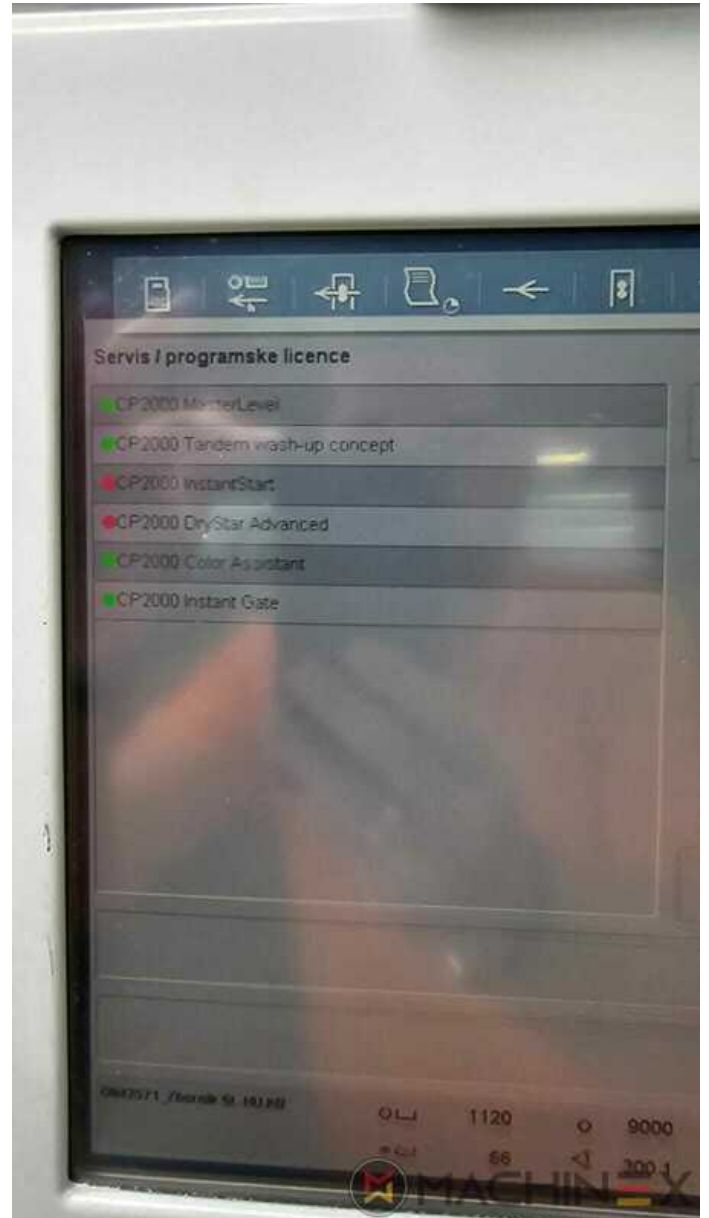 Servis / programske licence
CP2000 MasterLevel
CP2000 Tandem wash-up concept
CP2000 InstantStart
CP2000 DryStar Advanced
CP2000 Color Assistant
CP2000 Instant Gate
1120 9000
66
MACHINEX